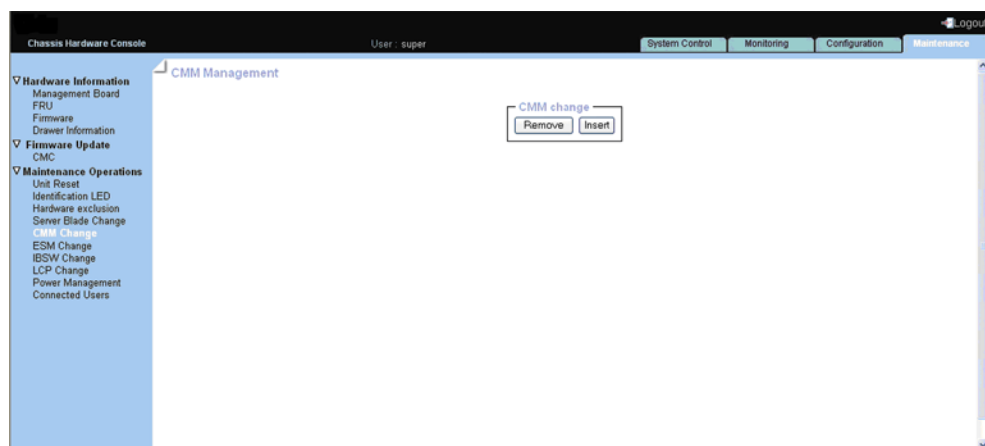 Logout
Chassis Hardware Console
User : super
System Control
Monitoring
Configuration
Maintenance
Hardware Information
Management Board
FRU
Firmware
Drawer Information
Firmware Update
CMC
Maintenance Operations
Unit Reset
Identification LED
Hardware exclusion
Server Blade Change
CMM Change
ESM Change
IBSW Change
LCP Change
Power Management
Connected Users
CMM Management
CMM change
Remove
Insert